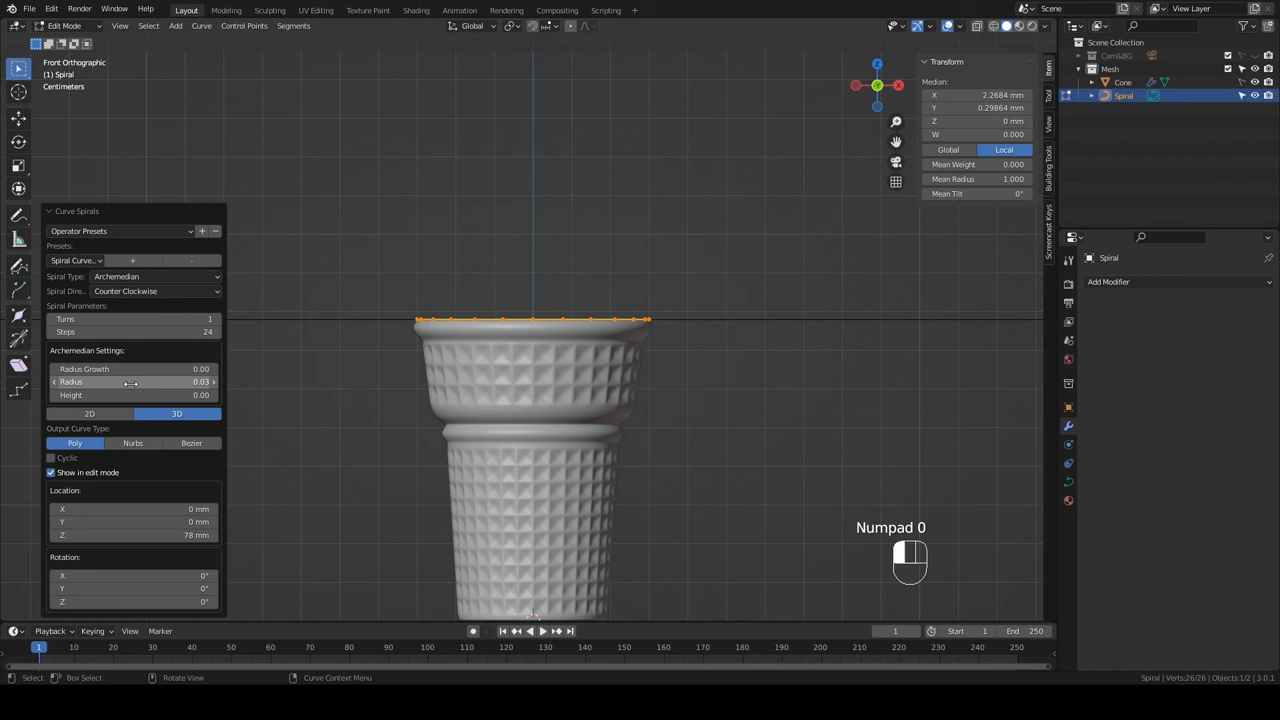 File Edit Render Window Help Layout Modeling Sculpting UV Editing Texture Paint Shading Animation Rendering Compositing Scripting Scene View Layer
Edit Mode View Select Add Curve Control Points Segments Global
Front Orthographic
(1) Spiral
Centimeters
Z
X
Y
Transform
Median:
X 2.2684 mm
Y 0.29864 mm
Z 0 mm
W 0.000
Global Local
Mean Weight 0.000
Mean Radius 1.000
Mean Tilt 0°
Item
Tool
View
Building Tools
Screencast Keys
Scene Collection
Cam&BG
Mesh
Cone
Spiral
Spiral
Add Modifier
Curve Spirals
Operator Presets
Presets:
Spiral Curve.. + -
Spiral Type: Archemedian
Spiral Dire.. Counter Clockwise
Spiral Parameters:
Turns 1
Steps 24
Archemedian Settings:
Radius Growth 0.00
Radius 0.03
Height 0.00
2D 3D
Output Curve Type:
Poly Nurbs Bezier
Cyclic
Show in edit mode
Location:
X 0 mm
Y 0 mm
Z 78 mm
Rotation:
X 0°
Y 0°
Z 0°
Numpad 0
Playback Keying View Marker 1 Start 1 End 250
1 10 20 30 40 50 60 70 80 90 100 110 120 130 140 150 160 170 180 190 200 210 220 230 240 250
Select Box Select Rotate View Curve Context Menu Spiral | Verts:26/26 | Objects:1/2 | 3.0.1